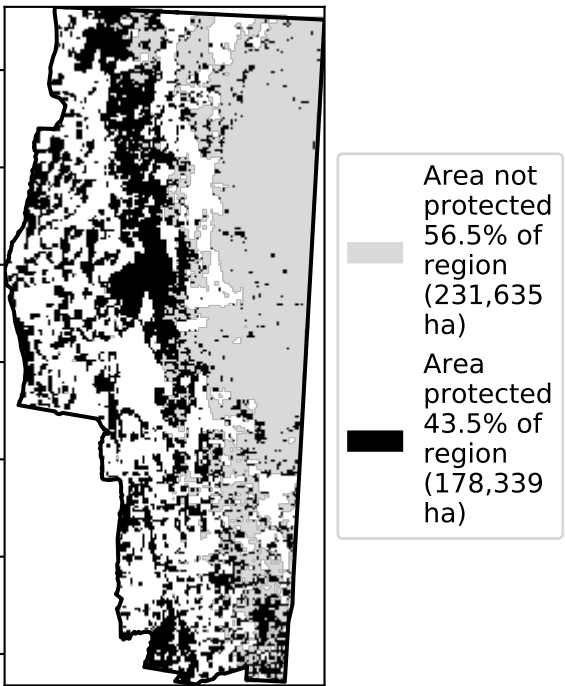 Area not
protected
56.5% of
region
(231,635
ha)
Area
protected
43.5% of
region
(178,339
ha)